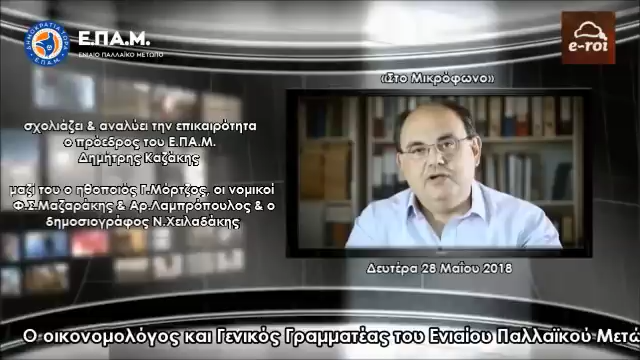 ΔΗΜΟΚΡΑΤΙΑ ΤΩΡΑ
Ε.Π.Α.Μ.
Ε.ΠΑ.Μ.
ΕΝΙΑΙΟ ΠΑΛΛΑΪΚΟ ΜΕΤΩΠΟ
e-roi
«Στο Μικρόφωνο»
σχολιάζει & αναλύει την επικαιρότητα
ο πρόεδρος του Ε.ΠΑ.Μ.
Δημήτρης Καζάκης
μαζί του ο ηθοποιός Γ.Μόρτζος, οι νομικοί
Φ.Σ.Μαζαράκης & Αρ.Λαμπρόπουλος & ο
δημοσιογράφος Ν.Χειλαδάκης
Δευτέρα 28 Μαΐου 2018
Ο οικονομολόγος και Γενικός Γραμματέας του Ενιαίου Παλλαϊκού Μετώ